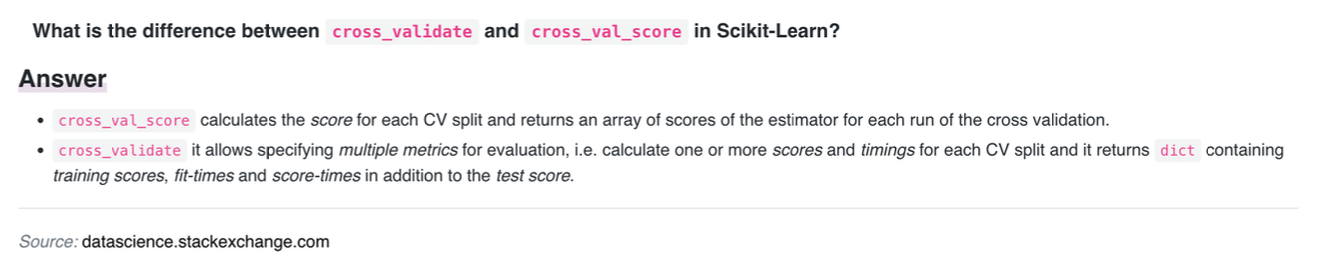 What is the difference between cross_validate and cross_val_score in Scikit-Learn?
Answer
• cross_val_score calculates the score for each CV split and returns an array of scores of the estimator for each run of the cross validation.
• cross_validate it allows specifying multiple metrics for evaluation, i.e. calculate one or more scores and timings for each CV split and it returns dict containing
training scores, fit-times and score-times in addition to the test score.
Source: datascience.stackexchange.com